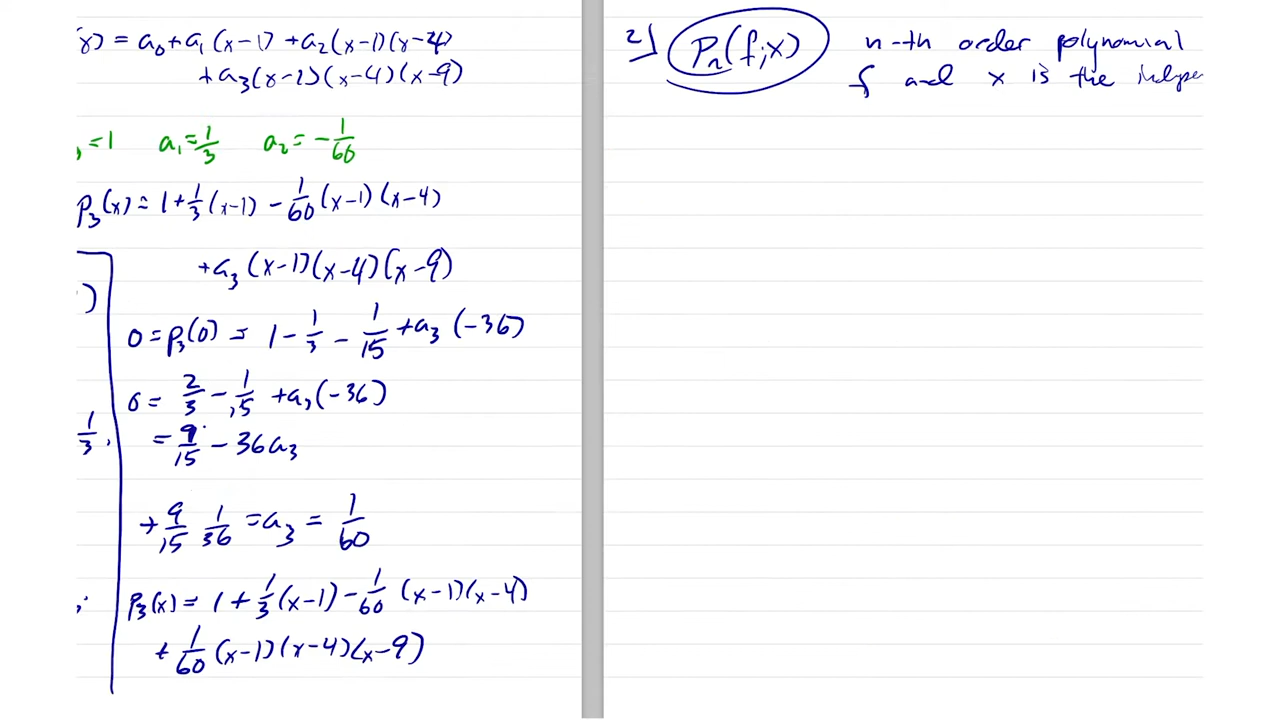 (x) = a₀+a₁(x-1) +a₂(x-1)(x-4)
+a₃(x-1)(x-4)(x-9)
=1 a₁=1/3 a₂=-1/60
p₃(x)= 1+1/3(x-1) -1/60(x-1)(x-4)
+a₃(x-1)(x-4)(x-9)
)
0=p₃(0) = 1-1/3-1/15+a₃(-36)
0= 2/3-1/15+a₃(-36)
1/3,
=9/15-36a₃
+9/15 1/36=a₃=1/60
p₃(x)= 1+1/3(x-1)-1/60(x-1)(x-4)
+1/60(x-1)(x-4)(x-9)
2) Pₙ(f;x) n-th order polynomial
f and x is the indepe